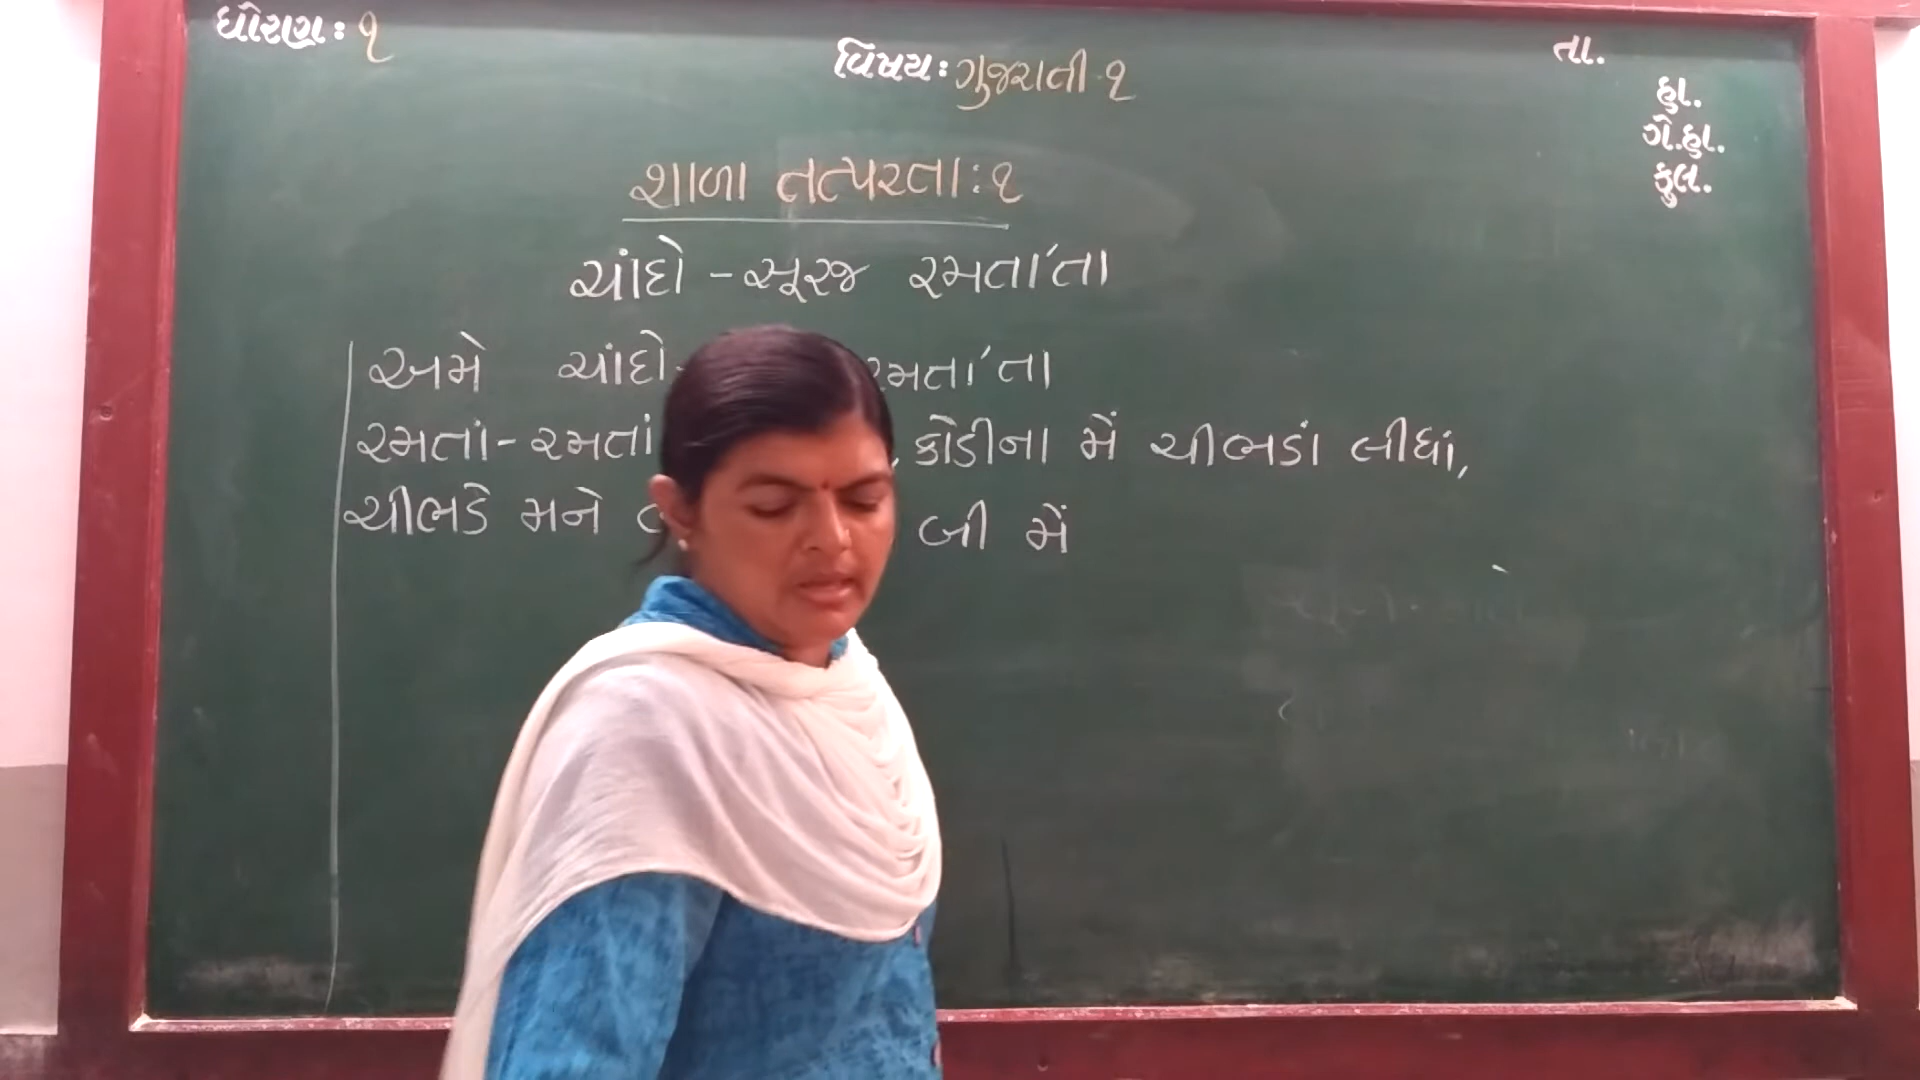 ધોરણ: ૧
વિષય: ગુજરાતી-૧
તા.
હા.
ગે.હા.
કુલ.
શાળા તત્પરતા: ૧
ચાંદો - સૂરજ રમતા'તા
અમે ચાંદો- રમતા'તા
રમતાં- રમતાં , કોડીના મેં ચીભડાં લીધાં,
ચીભડે મને બી મેં